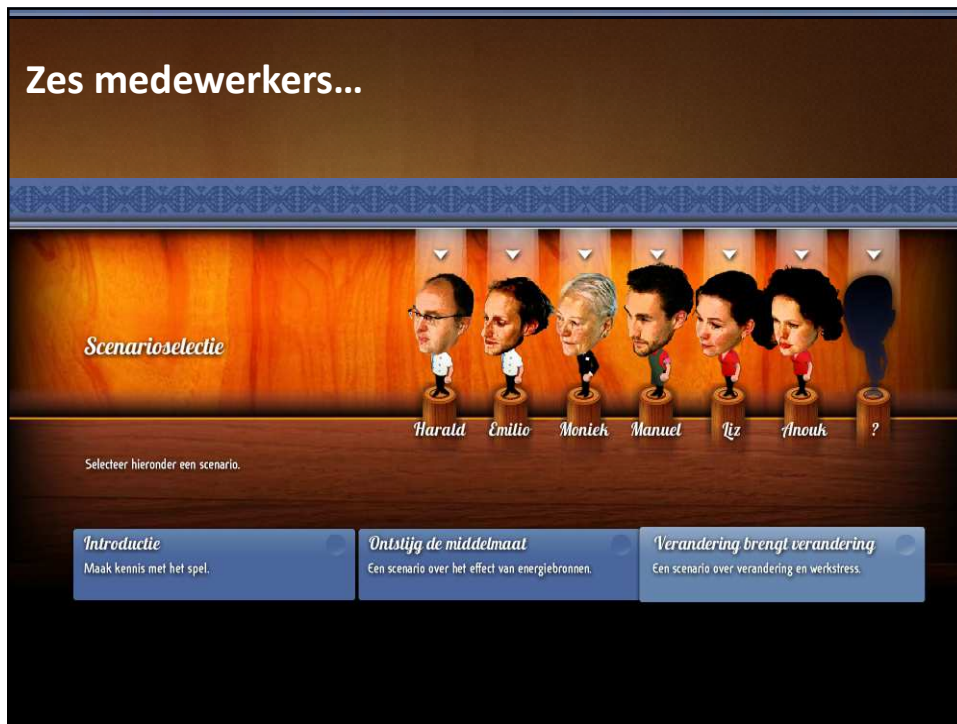 Zes medewerkers…
Scenarioselectie
Harald Emilio Moniek Manuel Liz Anouk ?
Selecteer hieronder een scenario.
Introductie
Maak kennis met het spel.
Ontstijg de middelmaat
Een scenario over het effect van energiebronnen.
Verandering brengt verandering
Een scenario over verandering en werkstress.